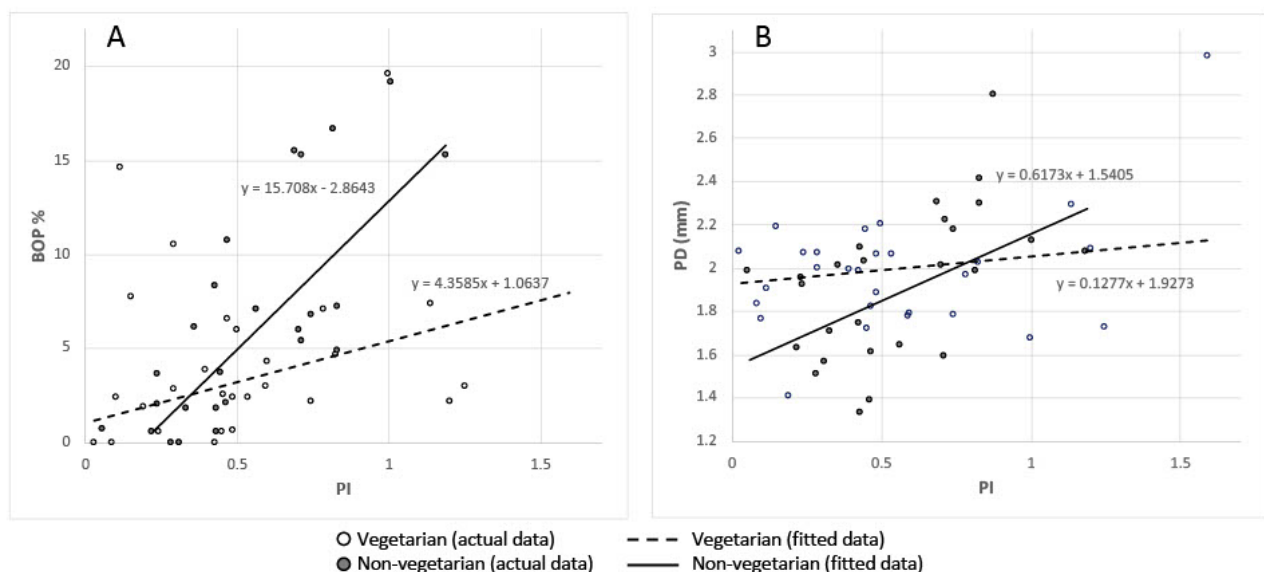 A
BOP %
20
15
10
5
0
0
0.5
1
1.5
PI
y = 15.708x - 2.8643
y = 4.3585x + 1.0637
B
PD (mm)
3
2.8
2.6
2.4
2.2
2
1.8
1.6
1.4
1.2
0
0.5
1
1.5
PI
y = 0.6173x + 1.5405
y = 0.1277x + 1.9273
Vegetarian (actual data)
Vegetarian (fitted data)
Non-vegetarian (actual data)
Non-vegetarian (fitted data)